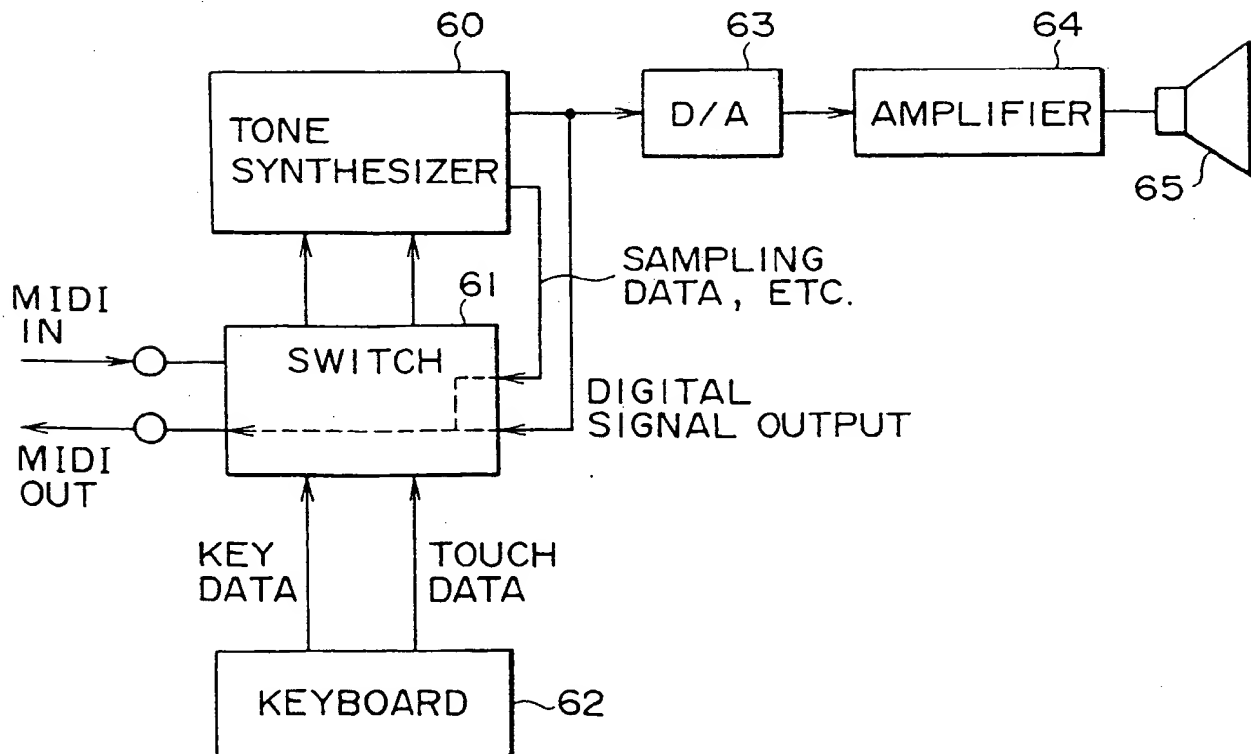 60
63
64
TONE
SYNTHESIZER
D/A
AMPLIFIER
65
SAMPLING
DATA, ETC.
MIDI
IN
61
SWITCH
DIGITAL
SIGNAL OUTPUT
MIDI
OUT
KEY
DATA
TOUCH
DATA
KEYBOARD
62